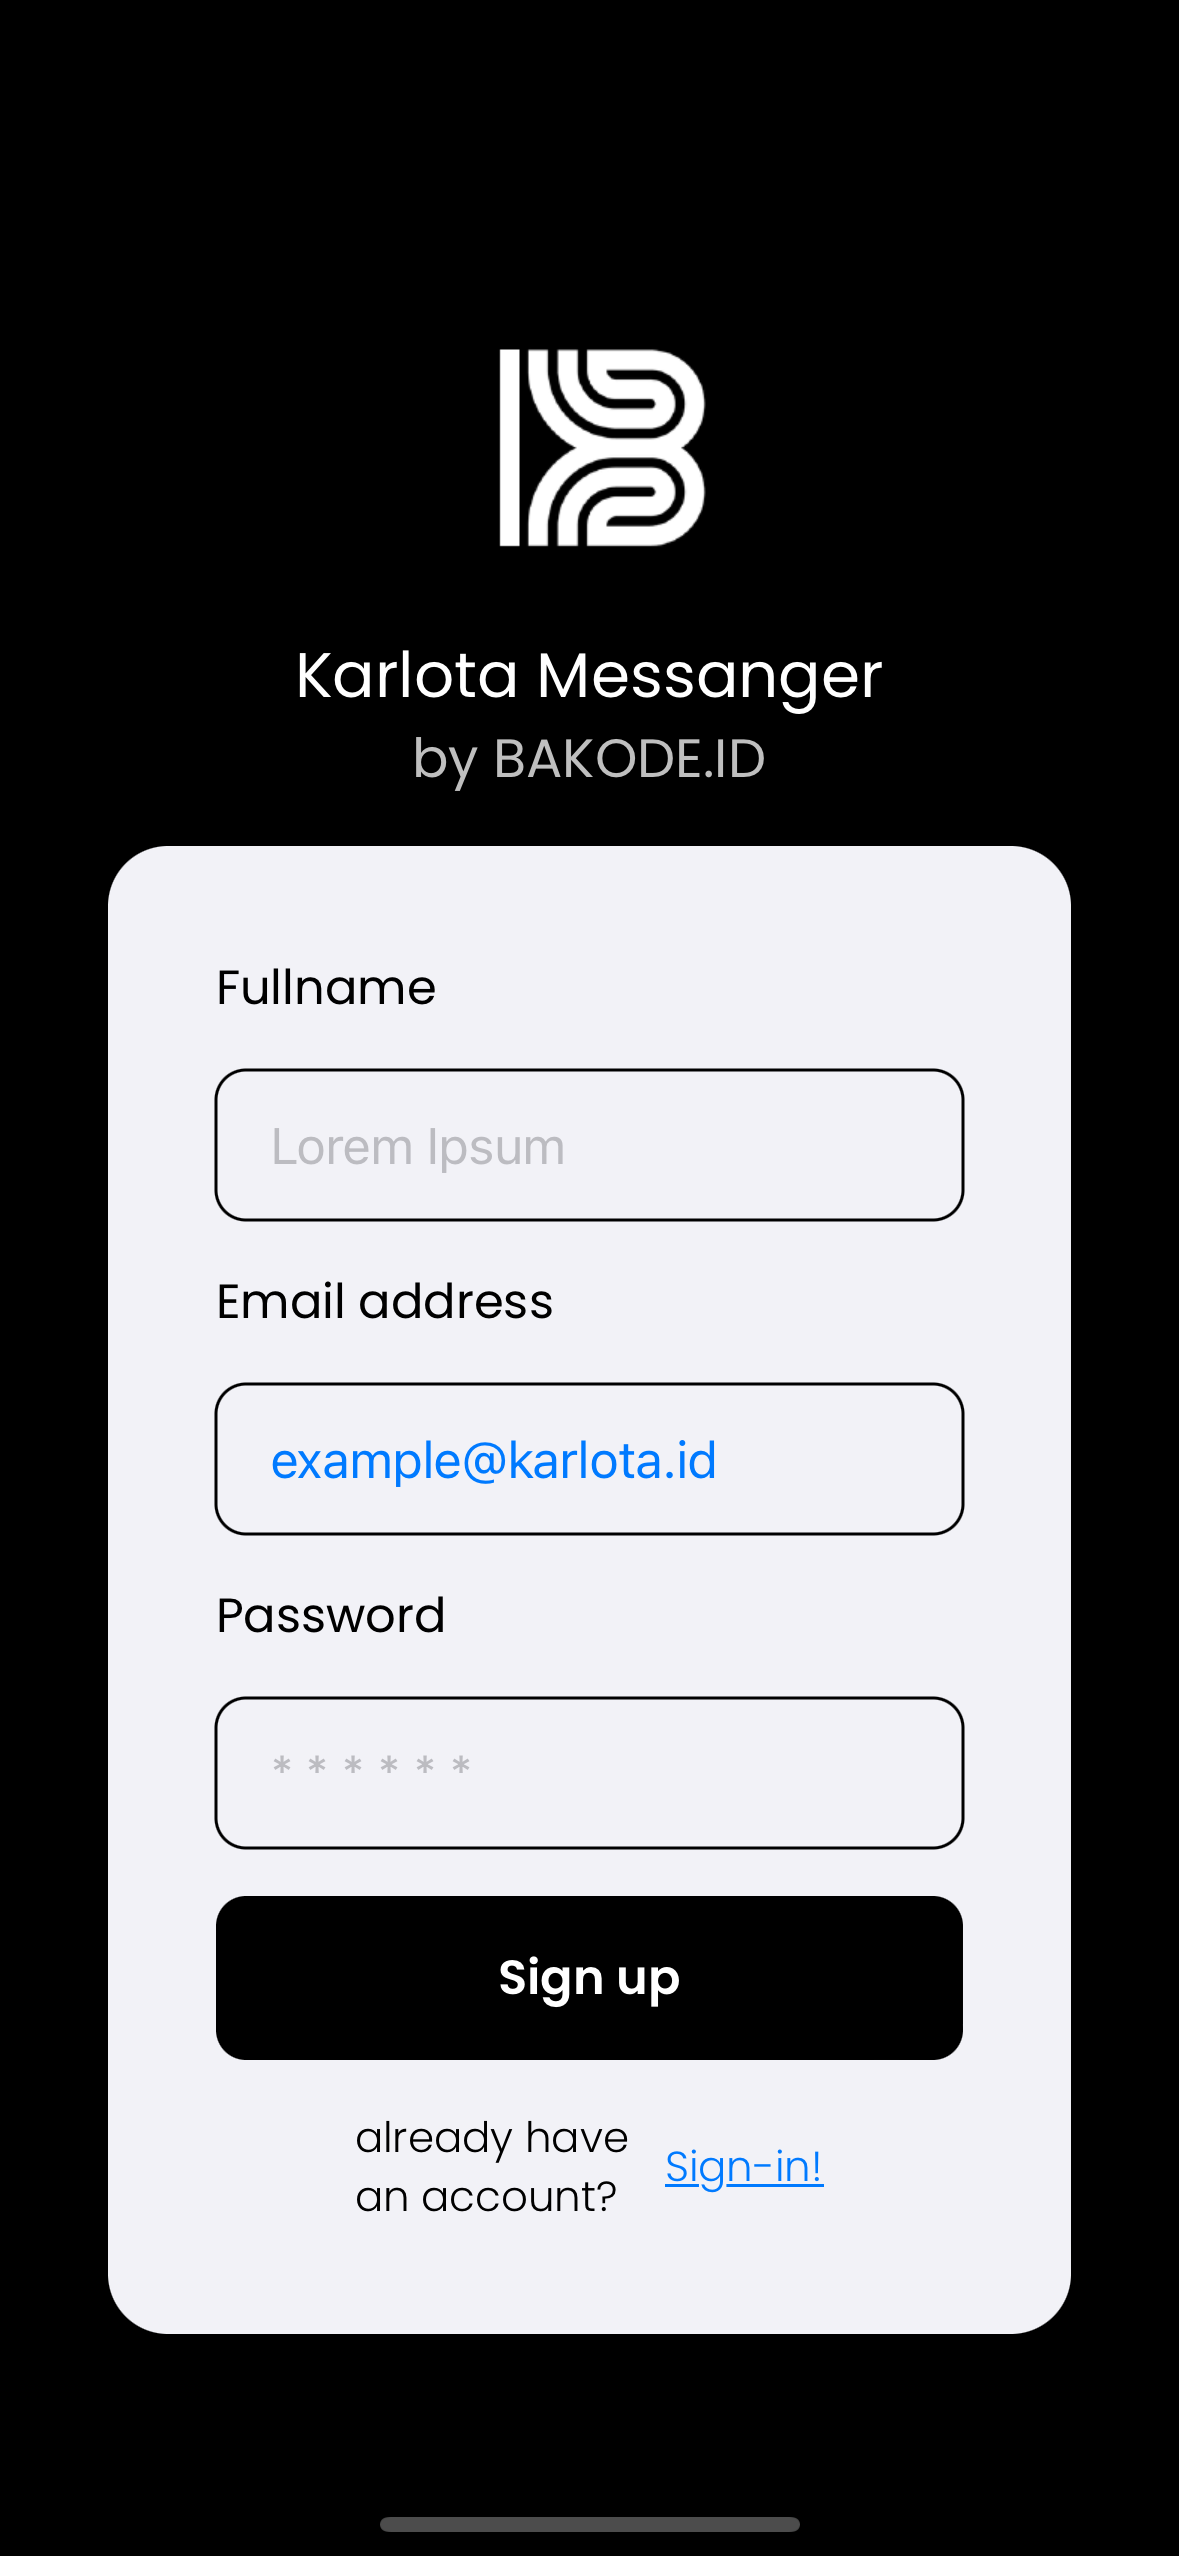 Karlota Messanger
by BAKODE.ID
Fullname
Lorem Ipsum
Email address
example@karlota.id
Password
* * * * * *
Sign up
already have
an account?
Sign-in!